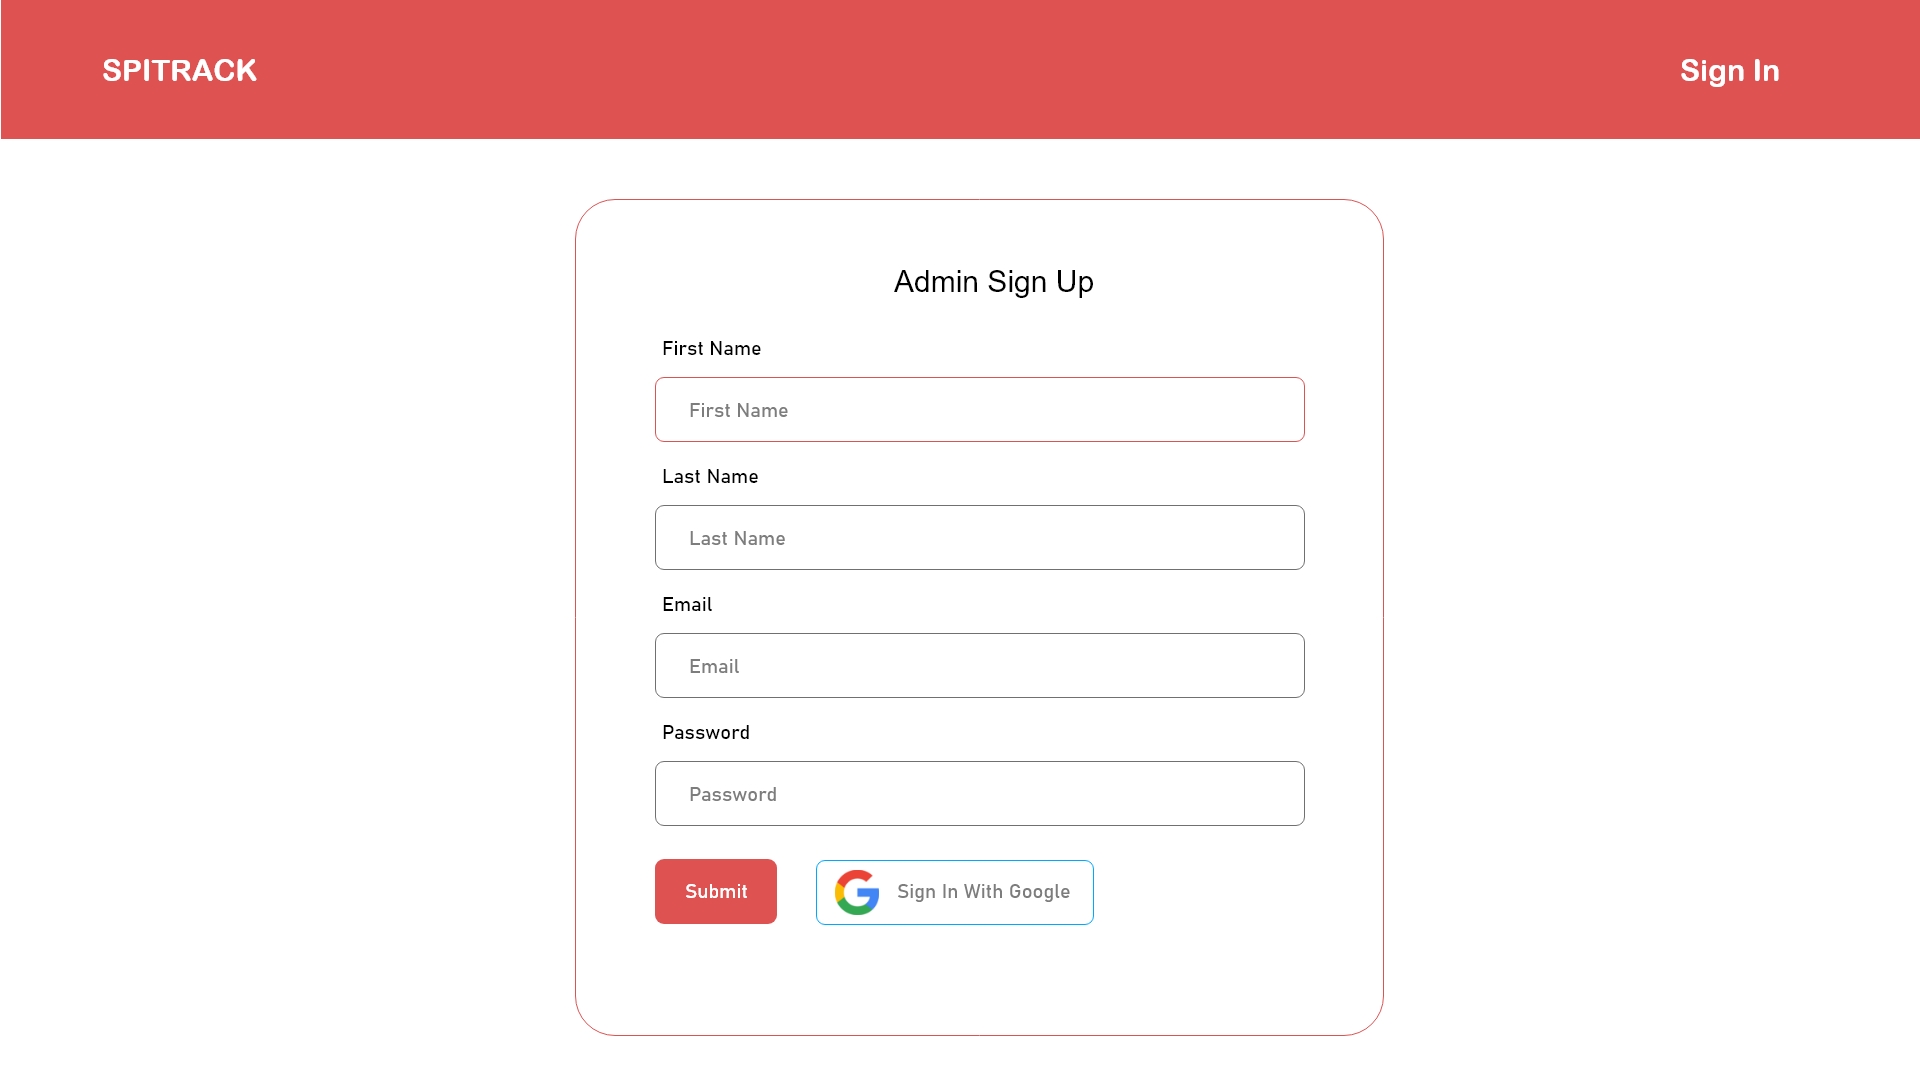 SPITRACK
Sign In
Admin Sign Up
First Name
First Name
Last Name
Last Name
Email
Email
Password
Password
Submit
Sign In With Google